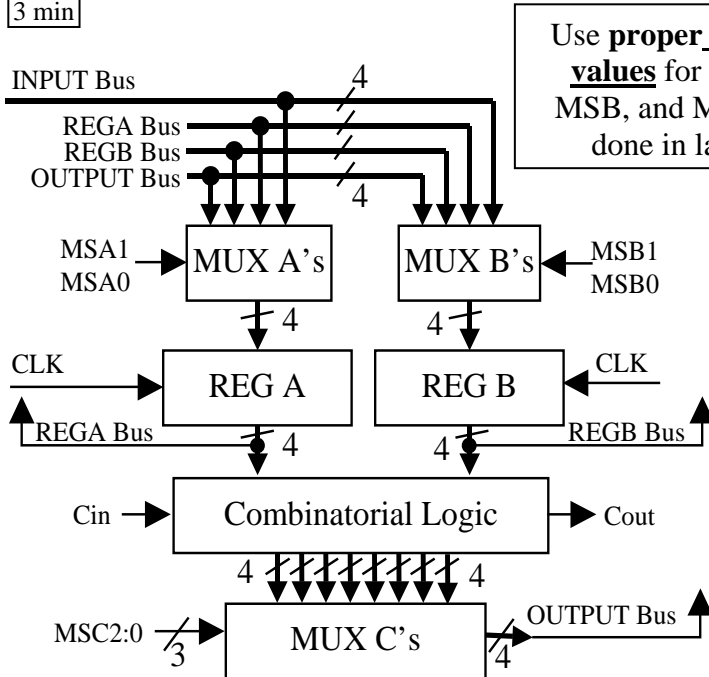 3 min
Use proper
values for
MSB, and M
done in la
INPUT Bus
4
REGA Bus
REGB Bus
OUTPUT Bus
4
MSA1
MSA0
MUX A's
MUX B's
MSB1
MSB0
4
4
CLK
REG A
REG B
CLK
REGA Bus
4
4
REGB Bus
Cin
Combinatorial Logic
Cout
4
4
MSC2:0
3
MUX C's
4
OUTPUT Bus